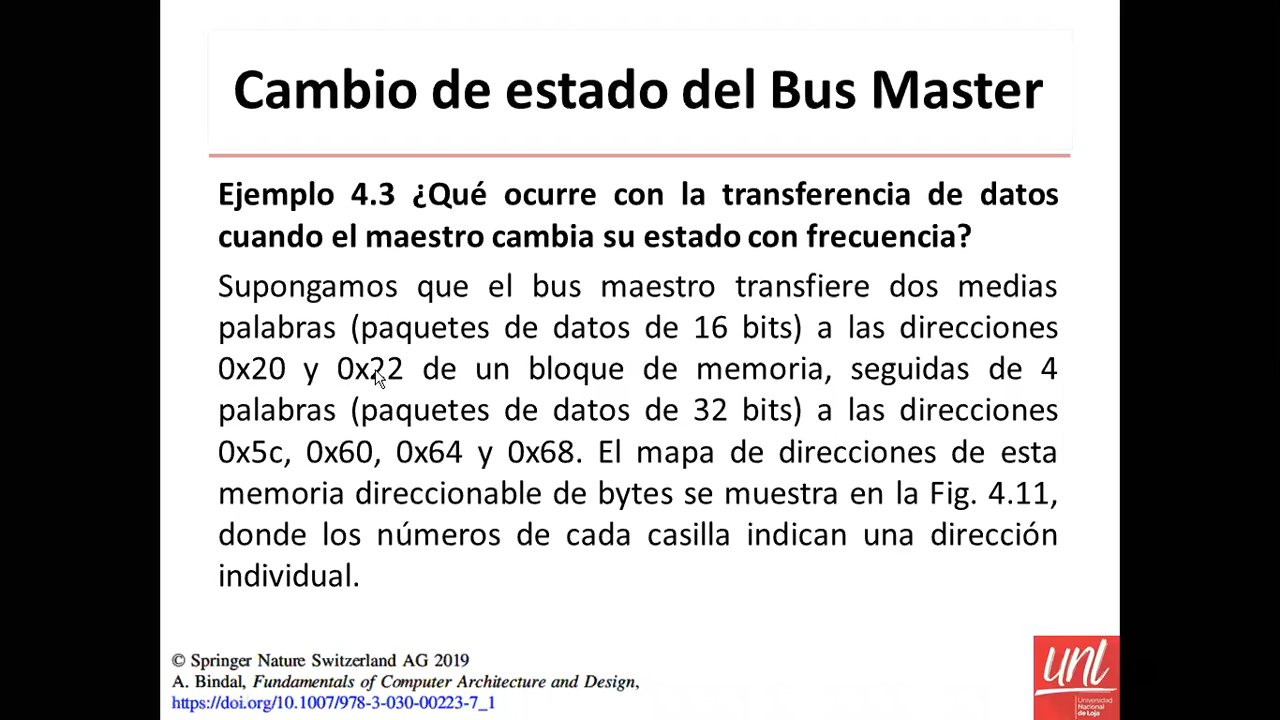 Cambio de estado del Bus Master
Ejemplo 4.3 ¿Qué ocurre con la transferencia de datos
cuando el maestro cambia su estado con frecuencia?
Supongamos que el bus maestro transfiere dos medias
palabras (paquetes de datos de 16 bits) a las direcciones
0x20 y 0x22 de un bloque de memoria, seguidas de 4
palabras (paquetes de datos de 32 bits) a las direcciones
0x5c, 0x60, 0x64 y 0x68. El mapa de direcciones de esta
memoria direccionable de bytes se muestra en la Fig. 4.11,
donde los números de cada casilla indican una dirección
individual.
© Springer Nature Switzerland AG 2019
A. Bindal, Fundamentals of Computer Architecture and Design,
https://doi.org/10.1007/978-3-030-00223-7_1
unl
Universidad
Nacional
de Loja